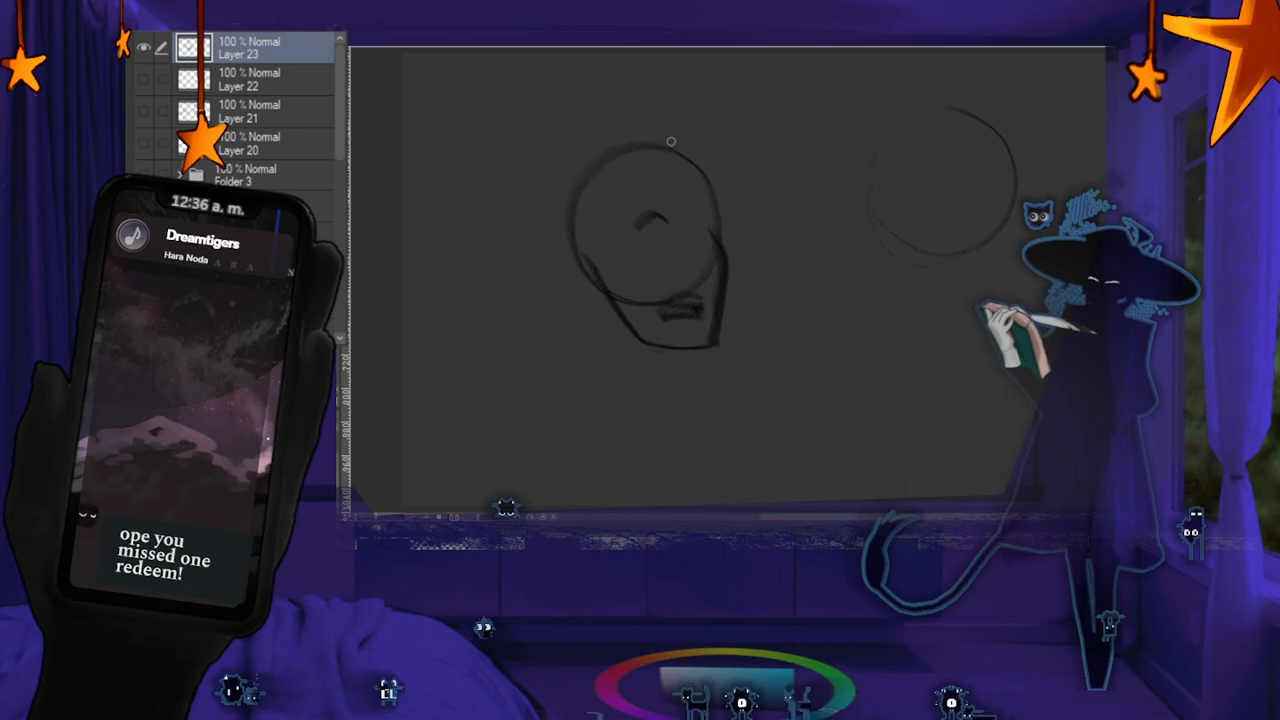 100 % Normal
Layer 23
100 % Normal
Layer 22
100 % Normal
Layer 21
100 % Normal
Layer 20
100 % Normal
Folder 3
12:36 a. m.
Dreamtigers
Hara Noda
ope you
missed one
redeem!